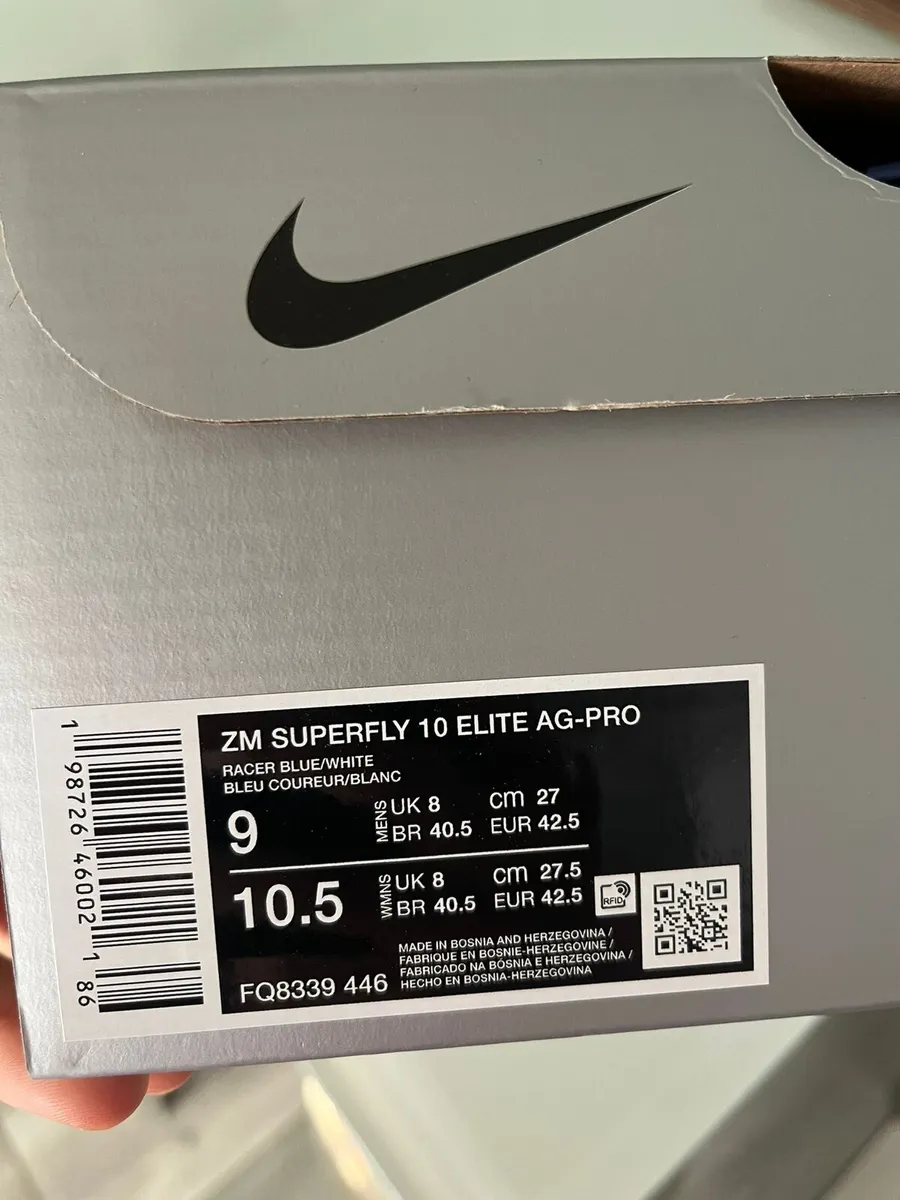 ZM SUPERFLY 10 ELITE AG-PRO
RACER BLUE/WHITE
BLEU COUREUR/BLANC
9 MENS UK 8 cm 27
BR 40.5 EUR 42.5
10.5 WMNS UK 8 cm 27.5
BR 40.5 EUR 42.5
RFID
MADE IN BOSNIA AND HERZEGOVINA /
FABRIQUE EN BOSNIE-HERZEGOVINE /
FABRICADO NA BÓSNIA E HERZEGOVINA /
HECHO EN BOSNIA-HERZEGOVINA
FQ8339 446
1 98726 46002 1 86